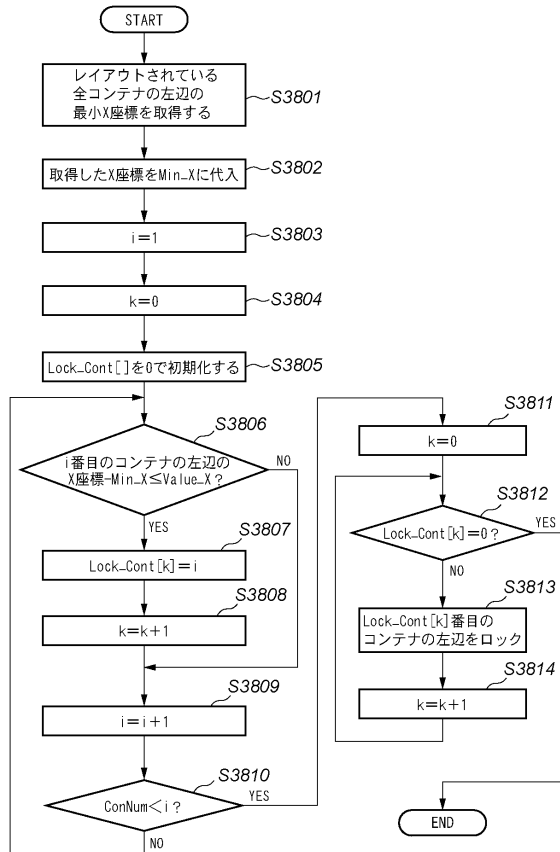 START
レイアウトされている
全コンテナの左辺の
最小X座標を取得する
S3801
取得したX座標をMin_Xに代入
S3802
i=1
S3803
k=0
S3804
Lock_Cont[]を0で初期化する
S3805
i番目のコンテナの左辺の
X座標-Min_X≤Value_X?
S3806
NO
YES
Lock_Cont[k]=i
S3807
k=k+1
S3808
i=i+1
S3809
ConNum<i?
S3810
YES
NO
k=0
S3811
Lock_Cont[k]=0?
S3812
YES
NO
Lock_Cont[k]番目の
コンテナの左辺をロック
S3813
k=k+1
S3814
END